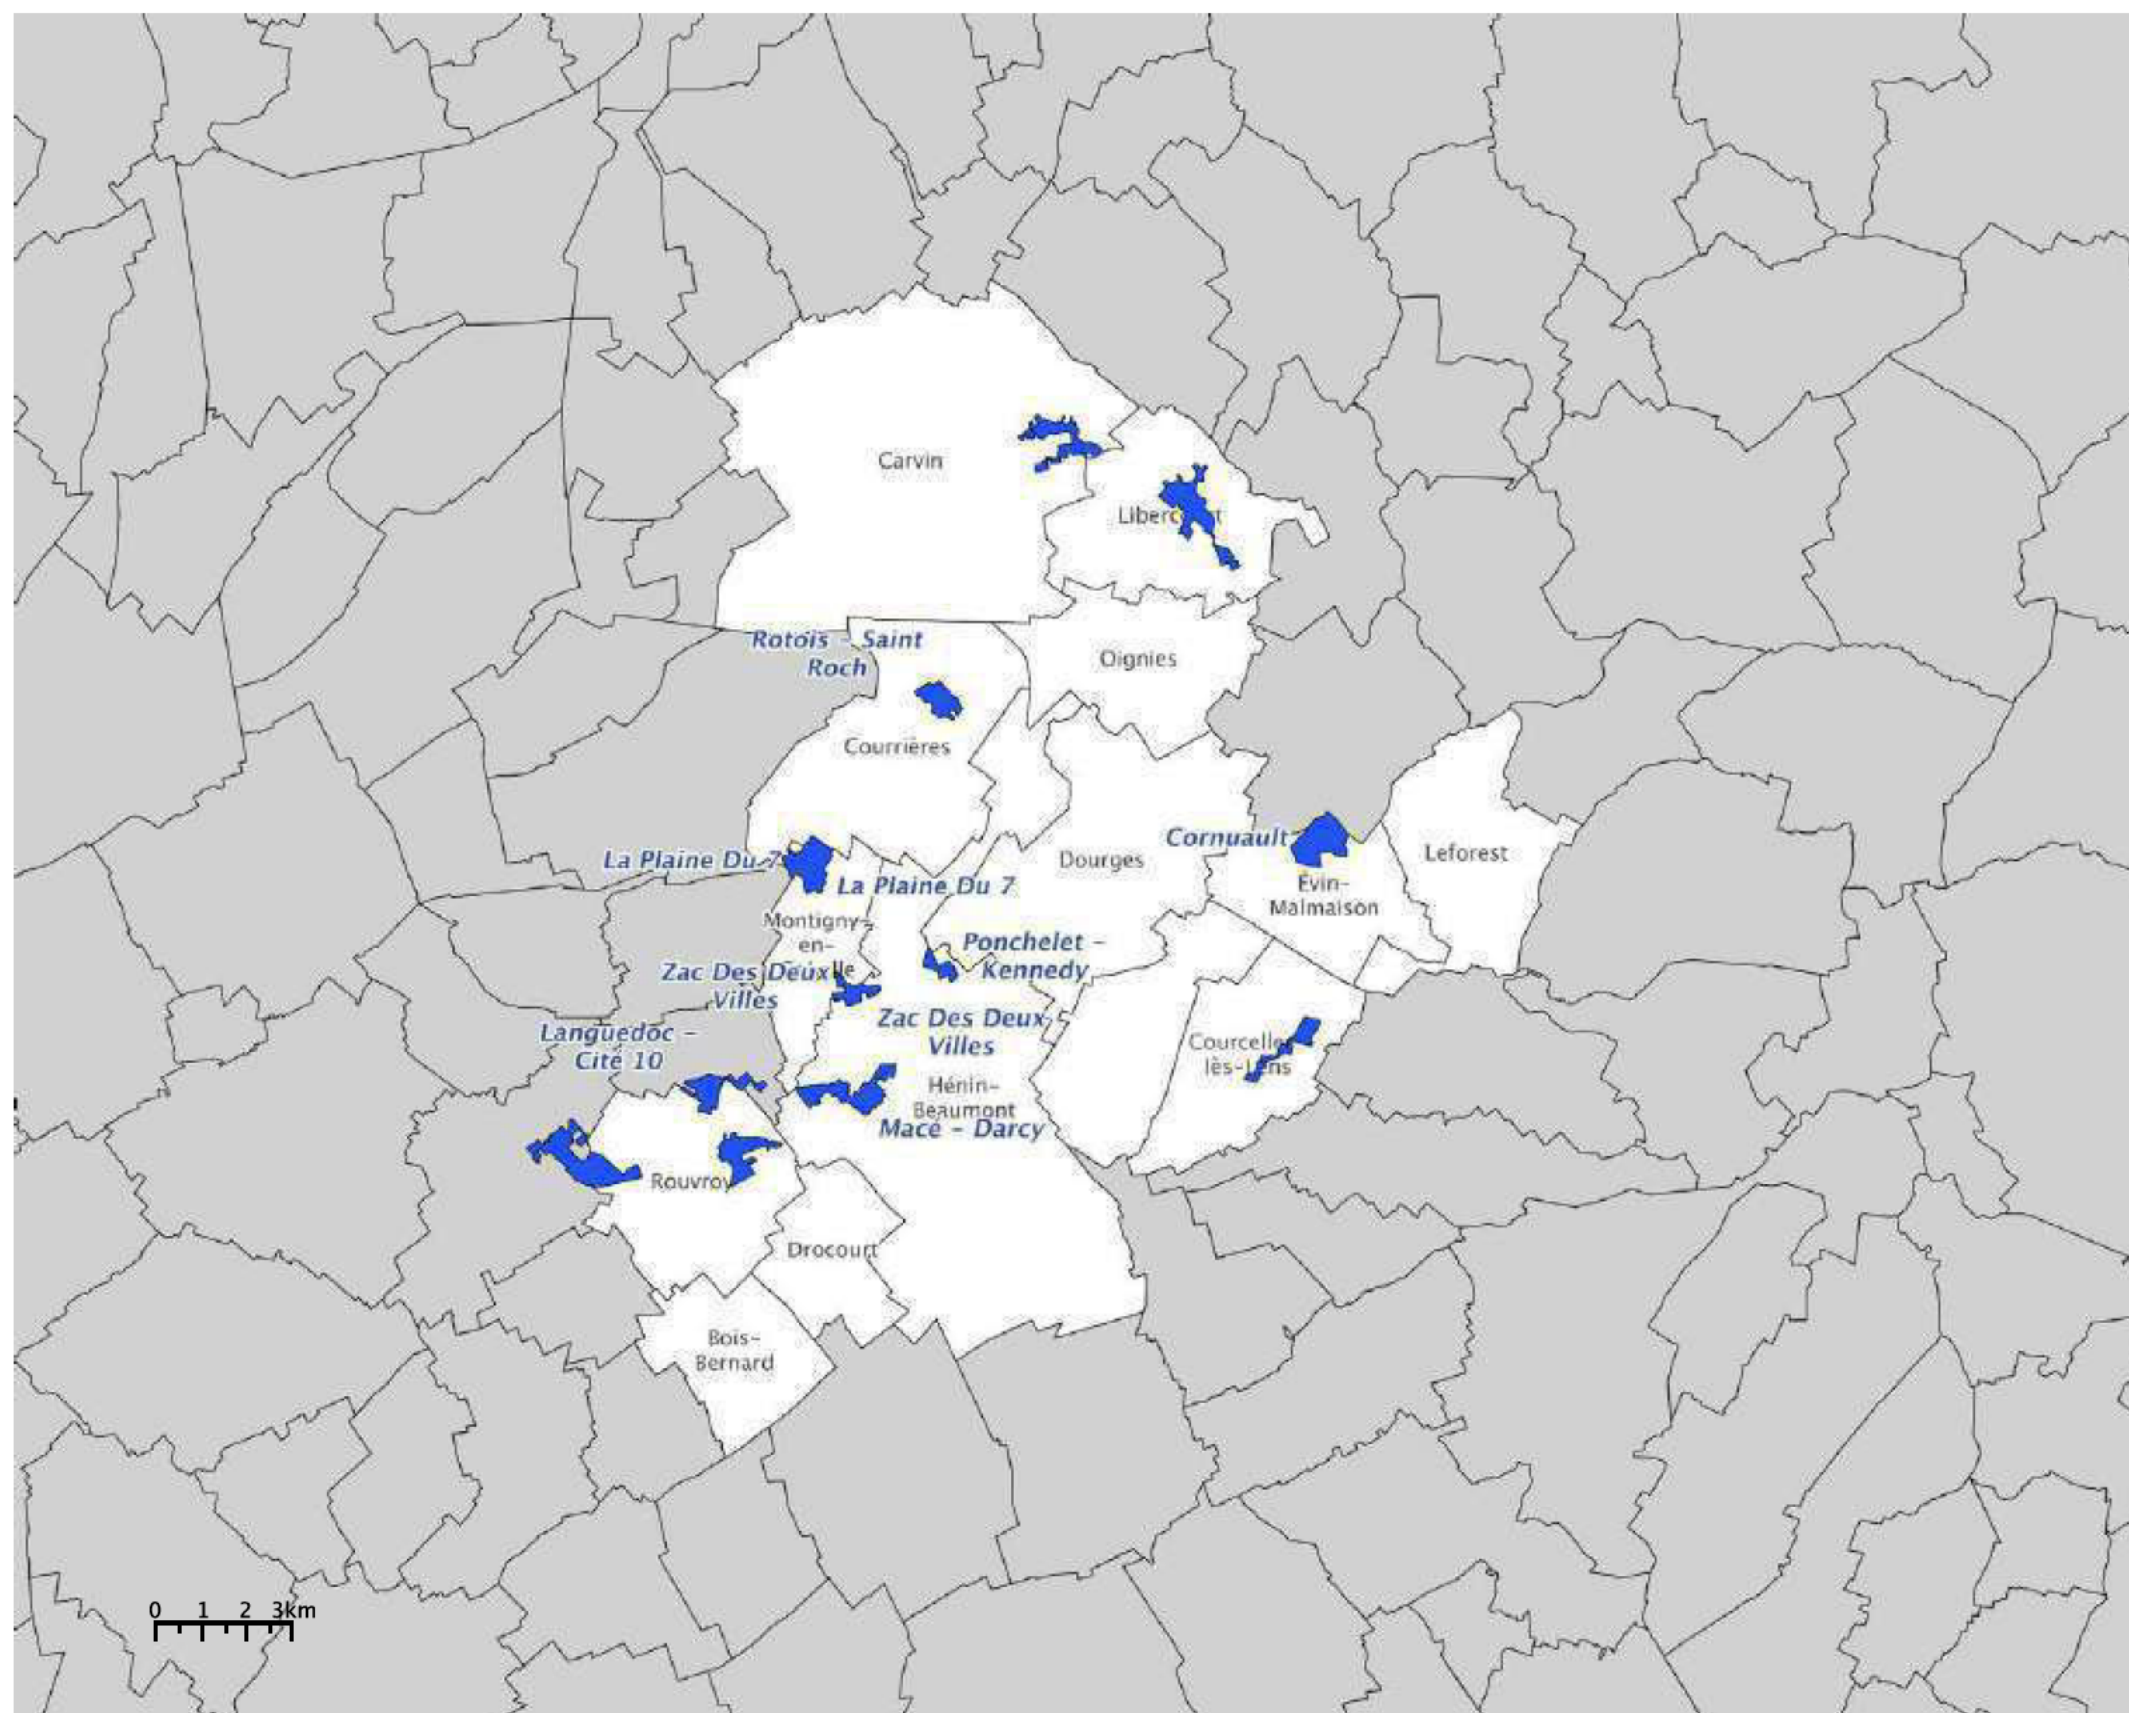 Carvin
Liberc t
Rotois - Saint
Roch
Oignies
Courrières
Cornuault
La Plaine Du 7
Dourges
Leforest
La Plaine Du 7
Évin-
Malmaison
Montigny-
en-
lle
Ponchelet -
Kennedy
Zac Des Deux
Villes
Zac Des Deux
Villes
Languedoc -
Cité 10
Courcelle
lès-Lens
Hénin-
Beaumont
Macé - Darcy
Rouvroy
Drocourt
Bois-
Bernard
0 1 2 3km